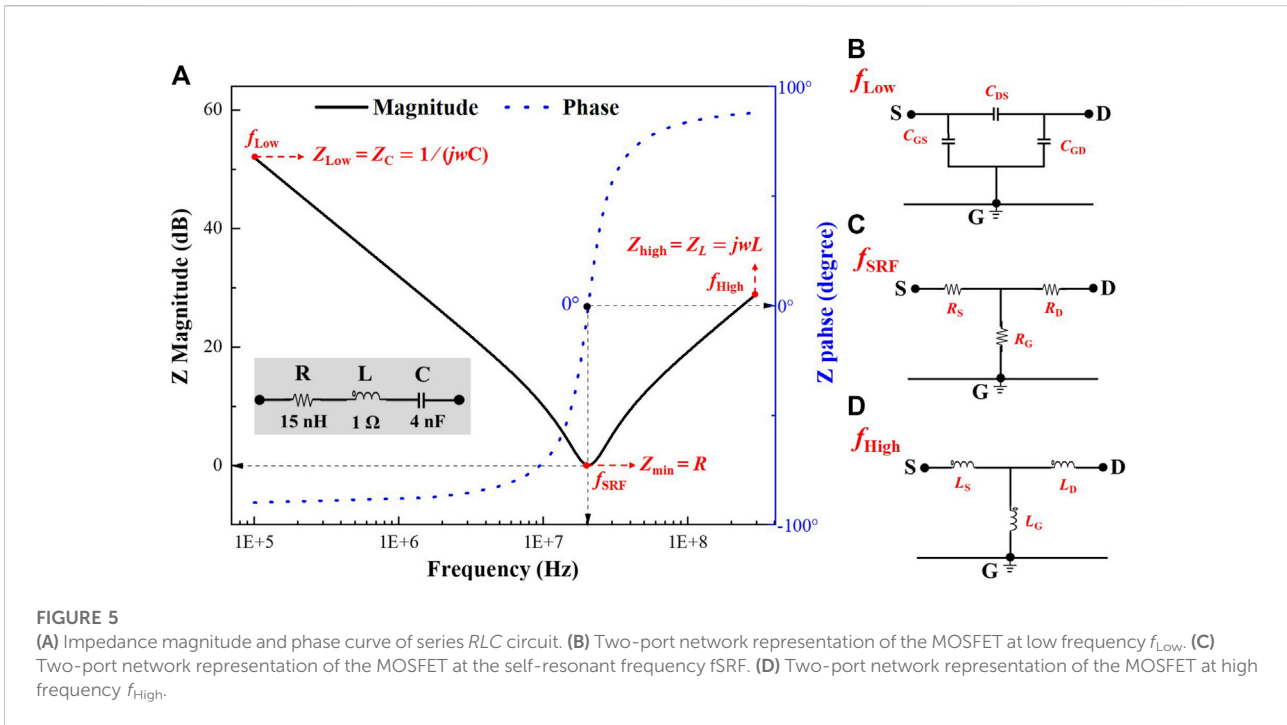 A
Magnitude
Phase
60
40
20
0
Z Magnitude (dB)
f_Low
Z_Low = Z_C = 1/(jwC)
Z_high = Z_L = jwL
f_High
0°
R L C
15 nH 1 Ω 4 nF
Z_min = R
f_SRF
1E+5 1E+6 1E+7 1E+8
Frequency (Hz)
100°
0°
-100°
Z pahse (degree)
B
f_Low
S C_DS D
C_GS C_GD
G
C
f_SRF
S D
R_S R_D
R_G
G
D
f_High
S D
L_S L_D
L_G
G
FIGURE 5
(A) Impedance magnitude and phase curve of series RLC circuit. (B) Two-port network representation of the MOSFET at low frequency f_Low. (C)
Two-port network representation of the MOSFET at the self-resonant frequency fSRF. (D) Two-port network representation of the MOSFET at high
frequency f_High.